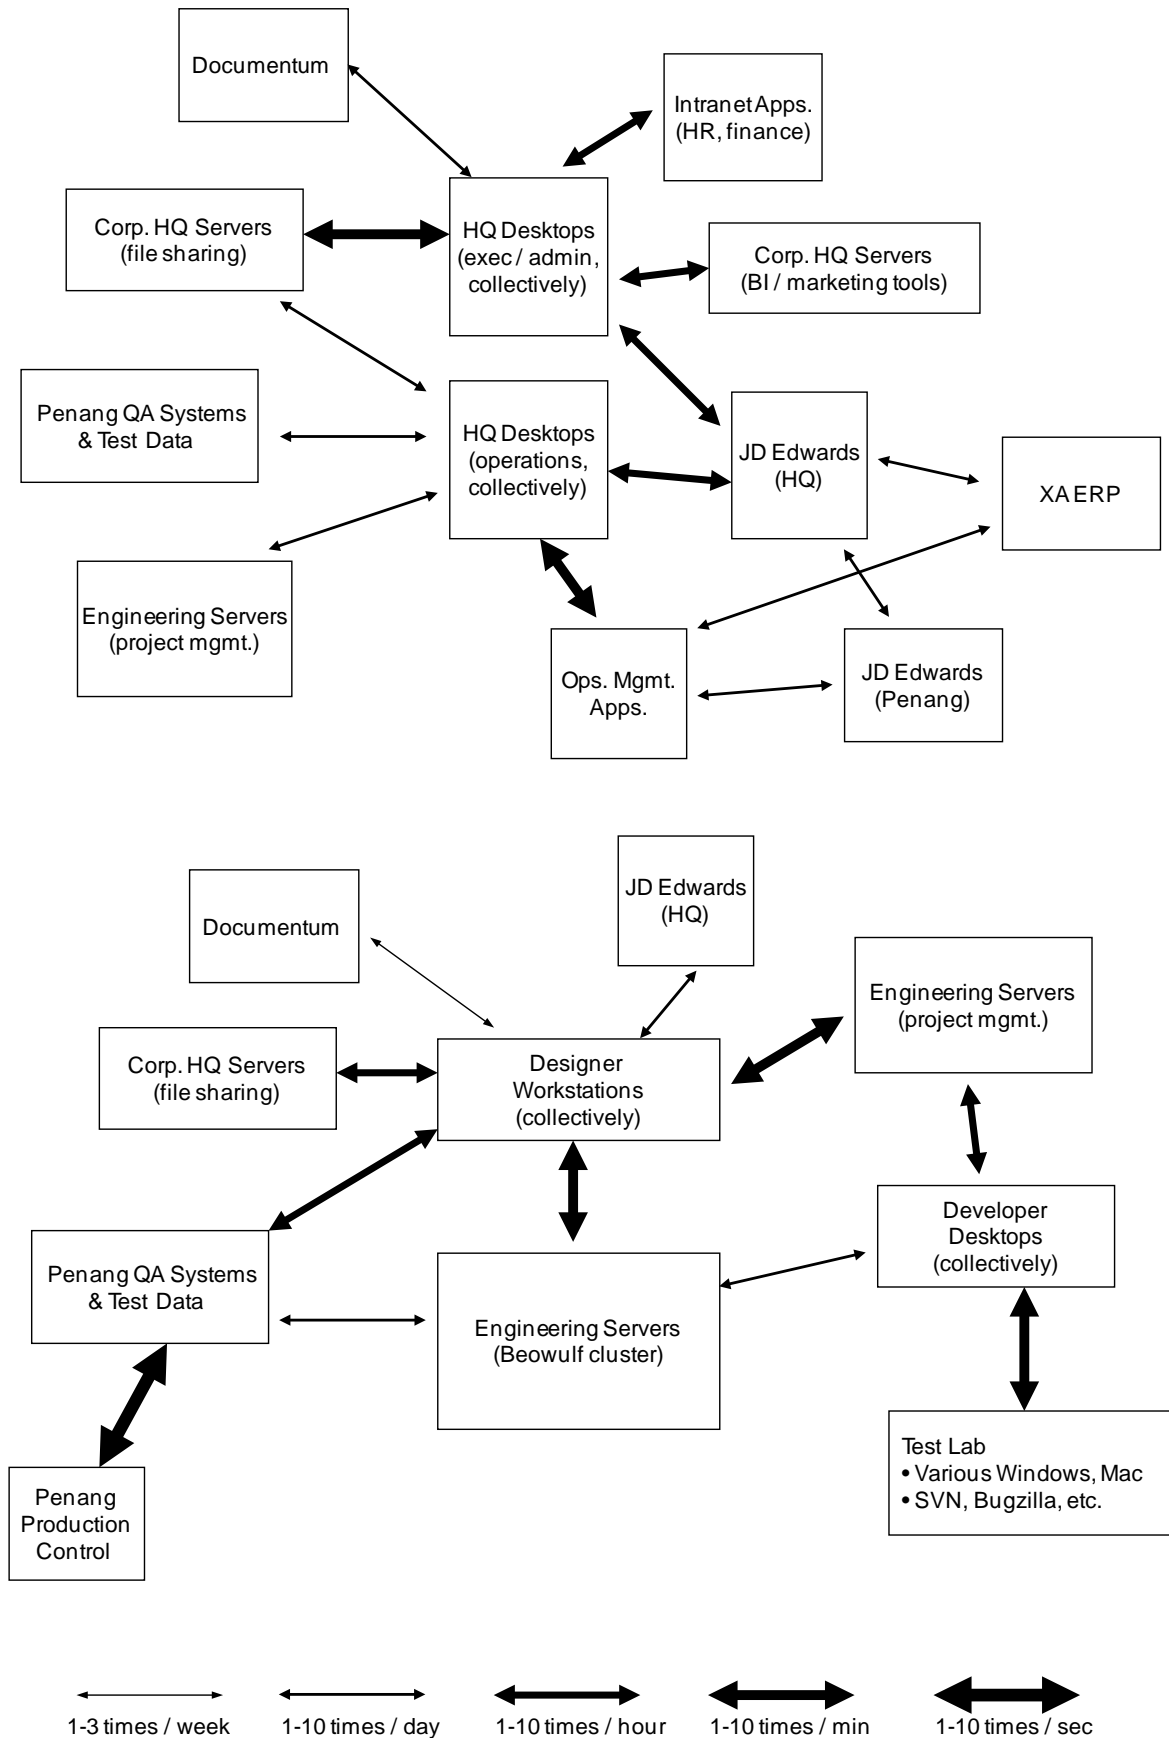 Documentum
Intranet Apps.
(HR, finance)
Corp. HQ Servers
(file sharing)
HQ Desktops
(exec / admin,
collectively)
Corp. HQ Servers
(BI / marketing tools)
Penang QA Systems
& Test Data
HQ Desktops
(operations,
collectively)
JD Edwards
(HQ)
XA ERP
Engineering Servers
(project mgmt.)
Ops. Mgmt.
Apps.
JD Edwards
(Penang)
Documentum
JD Edwards
(HQ)
Engineering Servers
(project mgmt.)
Corp. HQ Servers
(file sharing)
Designer
Workstations
(collectively)
Developer
Desktops
(collectively)
Penang QA Systems
& Test Data
Engineering Servers
(Beowulf cluster)
Test Lab
• Various Windows, Mac
• SVN, Bugzilla, etc.
Penang
Production
Control
1-3 times / week
1-10 times / day
1-10 times / hour
1-10 times / min
1-10 times / sec